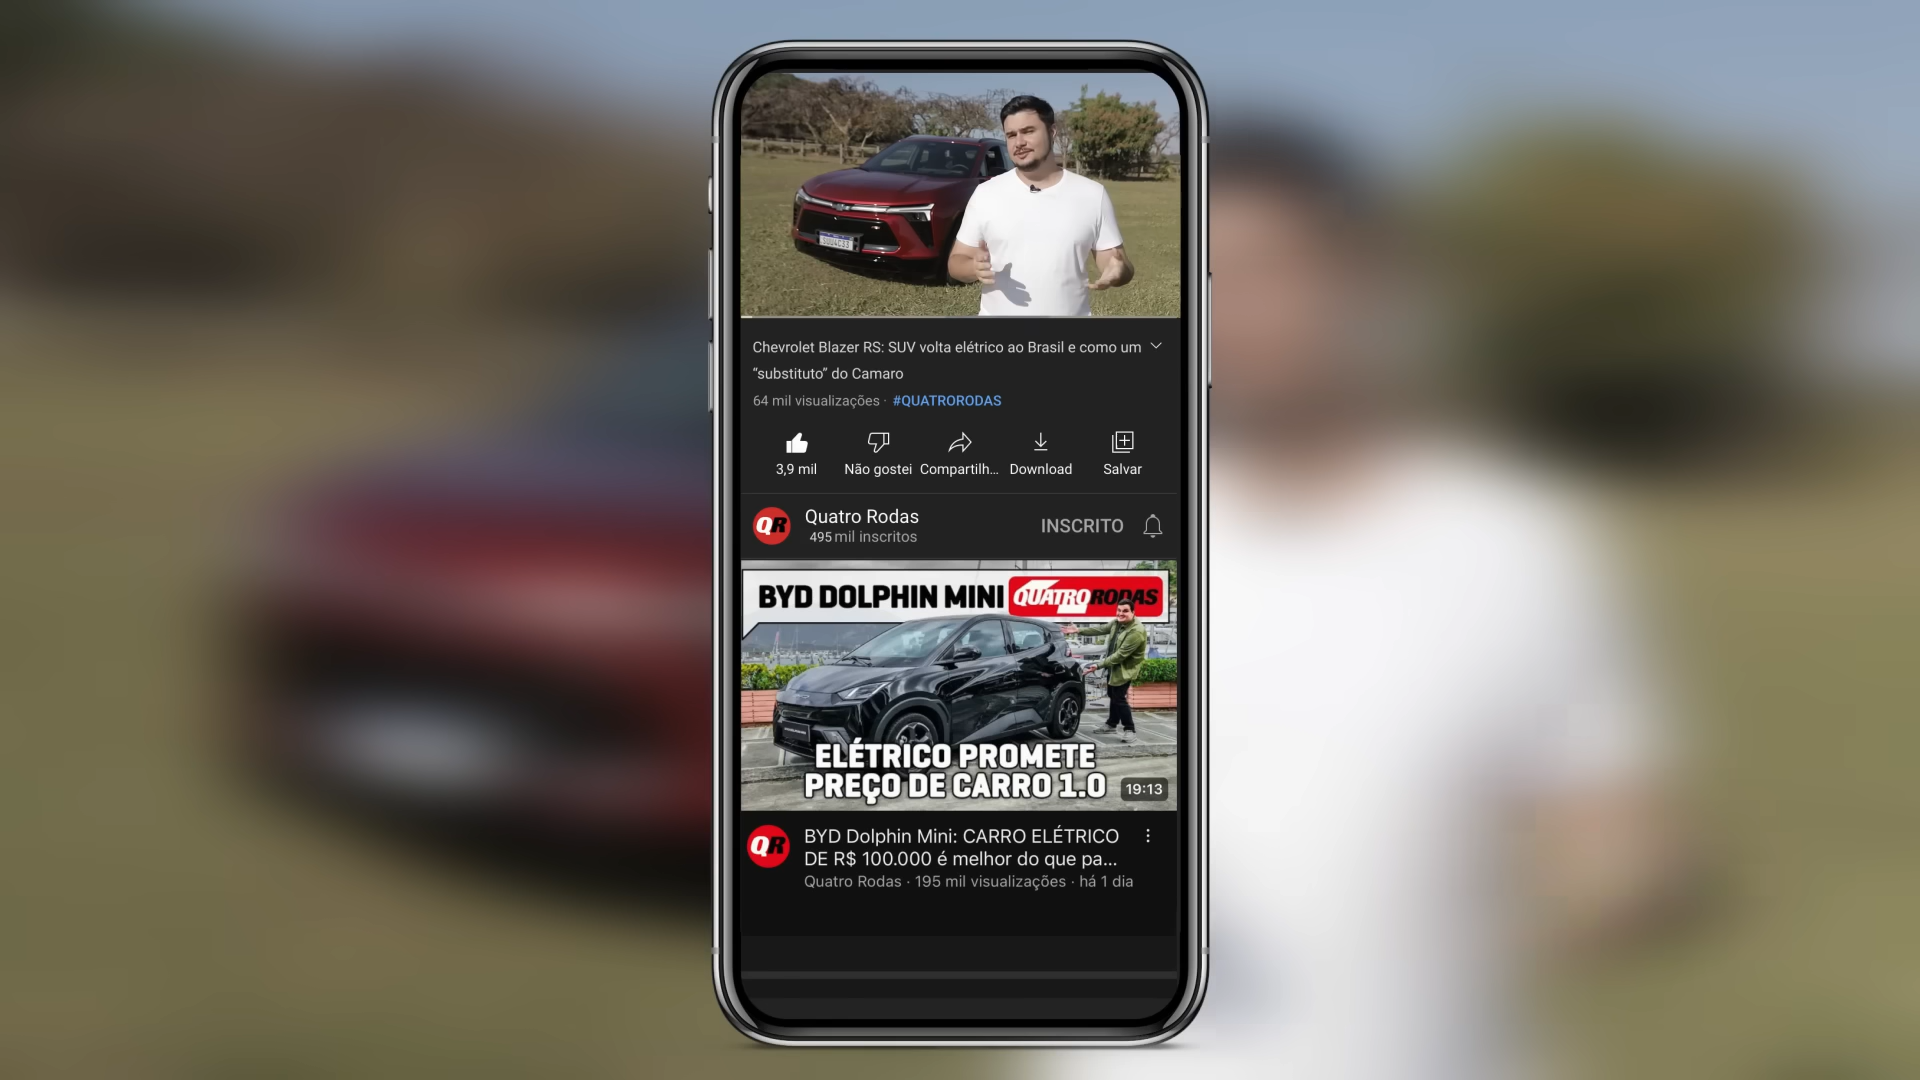 Chevrolet Blazer RS: SUV volta elétrico ao Brasil e como um
“substituto” do Camaro
64 mil visualizações · #QUATRORODAS
3,9 mil Não gostei Compartilh... Download Salvar
QR Quatro Rodas
495 mil inscritos
INSCRITO
BYD DOLPHIN MINI QUATRO RODAS
ELÉTRICO PROMETE
PREÇO DE CARRO 1.0
19:13
QR BYD Dolphin Mini: CARRO ELÉTRICO
DE R$ 100.000 é melhor do que pa...
Quatro Rodas · 195 mil visualizações · há 1 dia